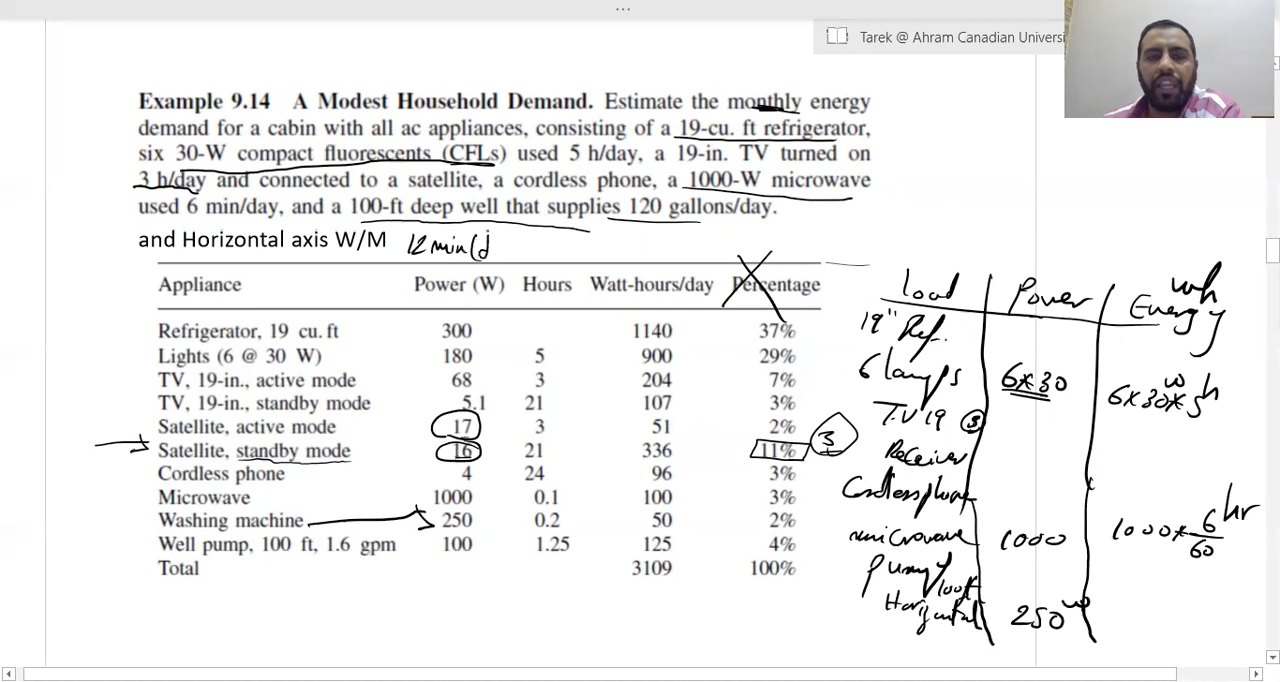 Tarek @ Ahram Canadian Universi
Example 9.14 A Modest Household Demand. Estimate the monthly energy
demand for a cabin with all ac appliances, consisting of a 19-cu. ft refrigerator,
six 30-W compact fluorescents (CFLs) used 5 h/day, a 19-in. TV turned on
3 h/day and connected to a satellite, a cordless phone, a 1000-W microwave
used 6 min/day, and a 100-ft deep well that supplies 120 gallons/day.
and Horizontal axis W/M 12 min/d
Appliance Power (W) Hours Watt-hours/day Percentage
Refrigerator, 19 cu. ft 300 1140 37%
Lights (6 @ 30 W) 180 5 900 29%
TV, 19-in., active mode 68 3 204 7%
TV, 19-in., standby mode 5.1 21 107 3%
Satellite, active mode 17 3 51 2%
Satellite, standby mode 16 21 336 11% 3
Cordless phone 4 24 96 3%
Microwave 1000 0.1 100 3%
Washing machine 250 0.2 50 2%
Well pump, 100 ft, 1.6 gpm 100 1.25 125 4%
Total 3109 100%
Load Power Energy Wh
19" Ref.
6 lamps 6*30 6*30*5 w h
T.V 19 3
Receiver
Cordless phone
microwave 1000 1000*6/60 hr
Pump 100ft
Horizontal 250 w